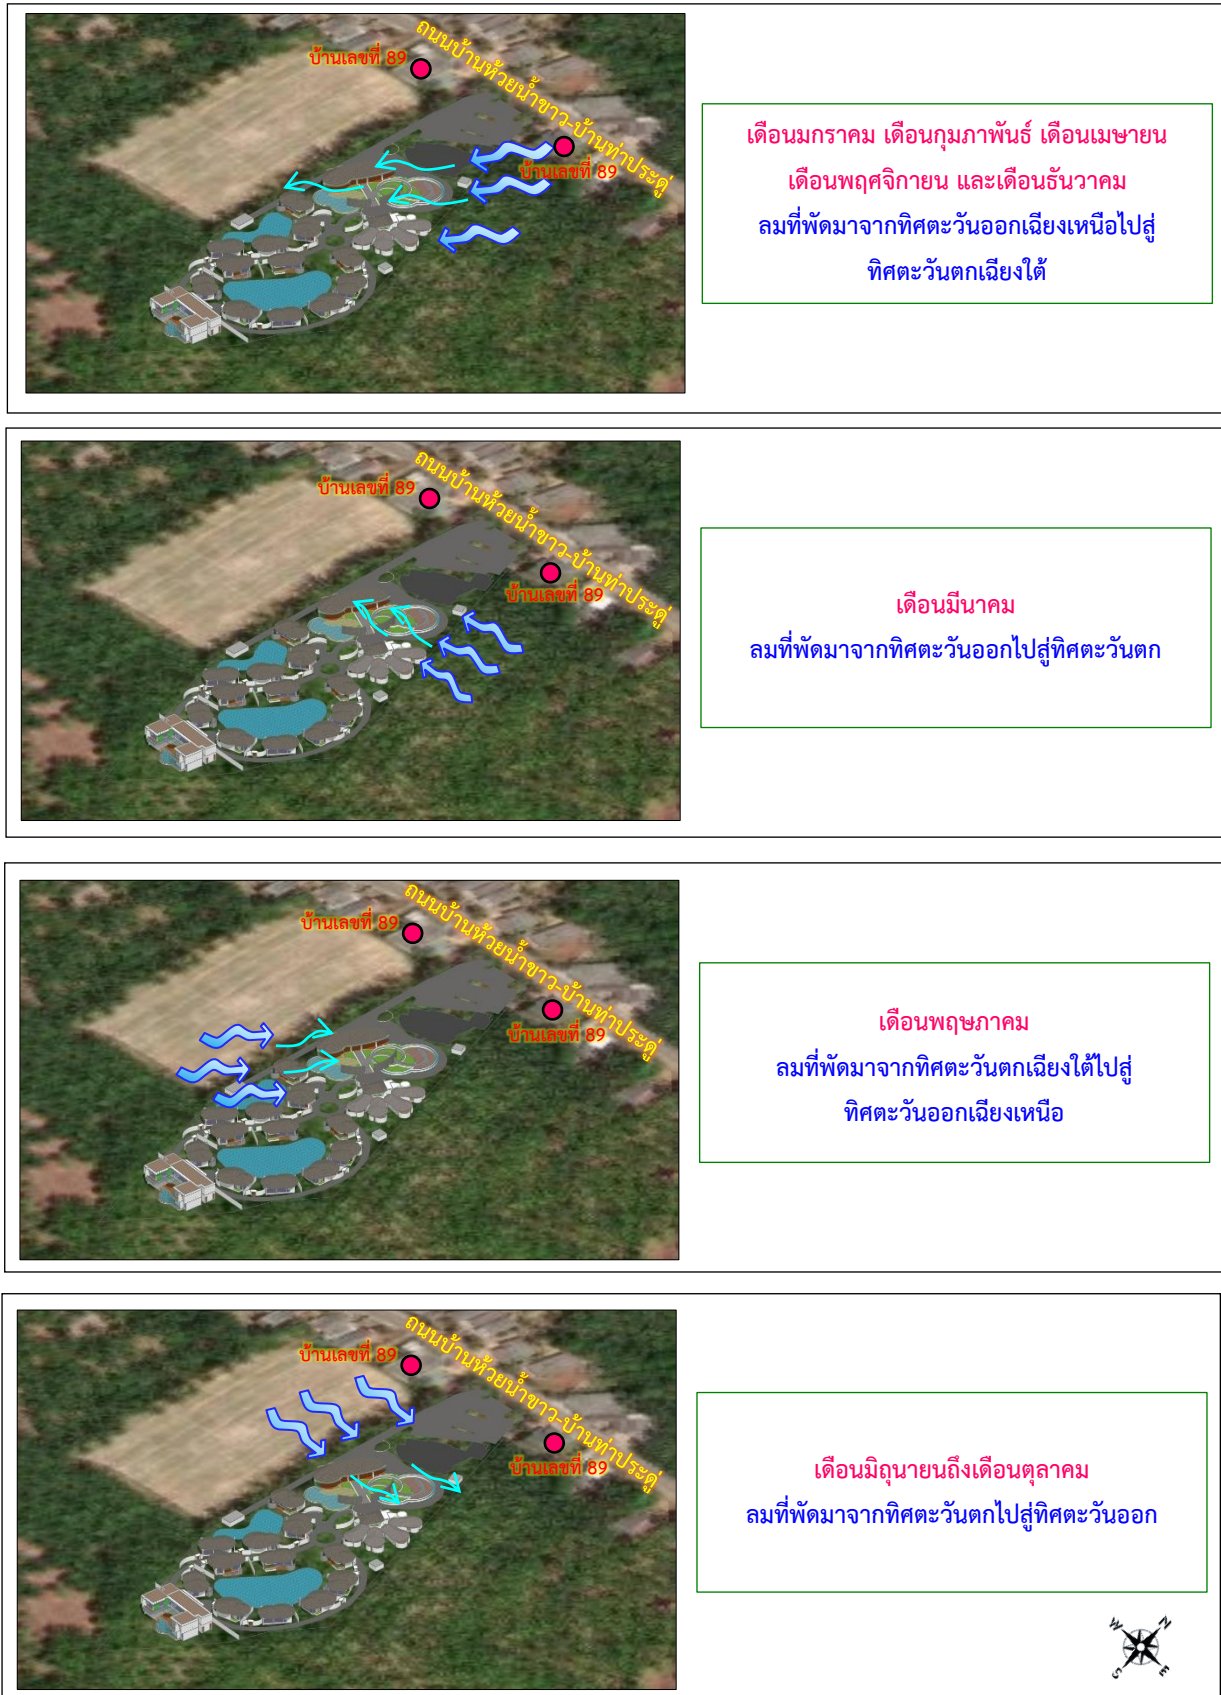 ถนนบ้านห้วยน้ำขาว-บ้านท่าประดู่
บ้านเลขที่ 89
บ้านเลขที่ 89
เดือนมกราคม เดือนกุมภาพันธ์ เดือนเมษายน
เดือนพฤศจิกายน และเดือนธันวาคม
ลมที่พัดมาจากทิศตะวันออกเฉียงเหนือไปสู่
ทิศตะวันตกเฉียงใต้
ถนนบ้านห้วยน้ำขาว-บ้านท่าประดู่
บ้านเลขที่ 89
บ้านเลขที่ 89
เดือนมีนาคม
ลมที่พัดมาจากทิศตะวันออกไปสู่ทิศตะวันตก
ถนนบ้านห้วยน้ำขาว-บ้านท่าประดู่
บ้านเลขที่ 89
บ้านเลขที่ 89
เดือนพฤษภาคม
ลมที่พัดมาจากทิศตะวันตกเฉียงใต้ไปสู่
ทิศตะวันออกเฉียงเหนือ
ถนนบ้านห้วยน้ำขาว-บ้านท่าประดู่
บ้านเลขที่ 89
บ้านเลขที่ 89
เดือนมิถุนายนถึงเดือนตุลาคม
ลมที่พัดมาจากทิศตะวันตกไปสู่ทิศตะวันออก
W N
S E